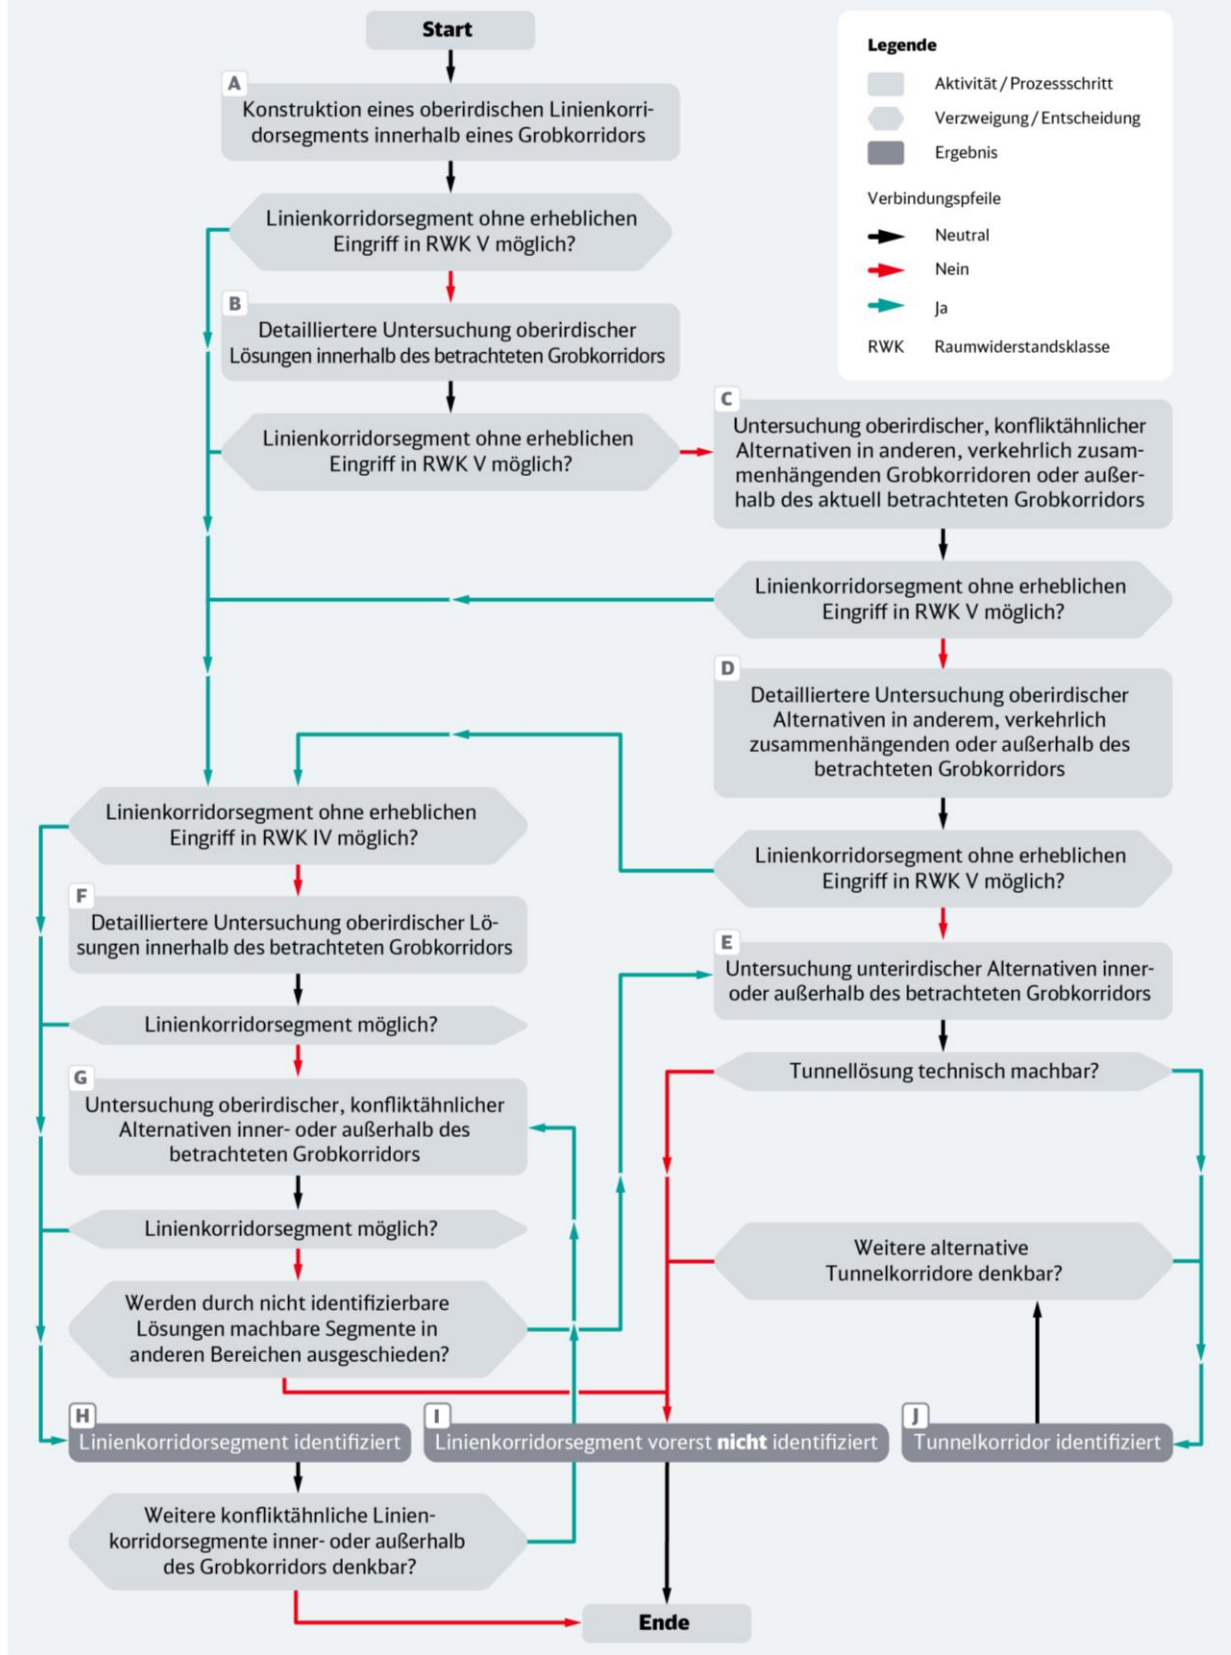 Start
A
Konstruktion eines oberirdischen Linienkorri-
dorsegments innerhalb eines Grobkorridors
Linienkorridorsegment ohne erheblichen
Eingriff in RWK V möglich?
B
Detailliertere Untersuchung oberirdischer
Lösungen innerhalb des betrachteten Grobkorridors
Linienkorridorsegment ohne erheblichen
Eingriff in RWK V möglich?
Legende
Aktivität / Prozessschritt
Verzweigung / Entscheidung
Ergebnis
Verbindungspfeile
Neutral
Nein
Ja
RWK Raumwiderstandsklasse
C
Untersuchung oberirdischer, konfliktähnlicher
Alternativen in anderen, verkehrlich zusam-
menhängenden Grobkorridoren oder außer-
halb des aktuell betrachteten Grobkorridors
Linienkorridorsegment ohne erheblichen
Eingriff in RWK V möglich?
D
Detailliertere Untersuchung oberirdischer
Alternativen in anderem, verkehrlich
zusammenhängenden oder außerhalb des
betrachteten Grobkorridors
Linienkorridorsegment ohne erheblichen
Eingriff in RWK V möglich?
E
Untersuchung unterirdischer Alternativen inner-
oder außerhalb des betrachteten Grobkorridors
Tunnellösung technisch machbar?
Weitere alternative
Tunnelkorridore denkbar?
Linienkorridorsegment ohne erheblichen
Eingriff in RWK IV möglich?
F
Detailliertere Untersuchung oberirdischer Lö-
sungen innerhalb des betrachteten Grobkorridors
Linienkorridorsegment möglich?
G
Untersuchung oberirdischer, konfliktähnlicher
Alternativen inner- oder außerhalb des
betrachteten Grobkorridors
Linienkorridorsegment möglich?
Werden durch nicht identifizierbare
Lösungen machbare Segmente in
anderen Bereichen ausgeschieden?
H
Linienkorridorsegment identifiziert
I
Linienkorridorsegment vorerst nicht identifiziert
J
Tunnelkorridor identifiziert
Weitere konfliktähnliche Linien-
korridorsegmente inner- oder außerhalb
des Grobkorridors denkbar?
Ende